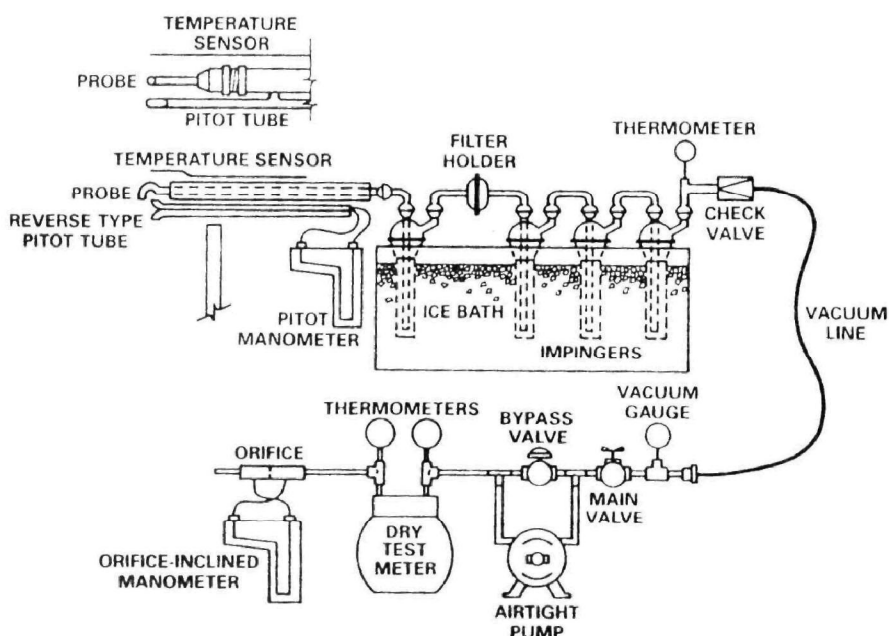 TEMPERATURE
SENSOR
PROBE
PITOT TUBE
TEMPERATURE SENSOR
PROBE
REVERSE TYPE
PITOT TUBE
FILTER
HOLDER
THERMOMETER
CHECK
VALVE
PITOT
MANOMETER
ICE BATH
IMPINGERS
VACUUM
LINE
THERMOMETERS
BYPASS
VALVE
VACUUM
GAUGE
ORIFICE
MAIN
VALVE
DRY
TEST
METER
ORIFICE-INCLINED
MANOMETER
AIRTIGHT
PUMP